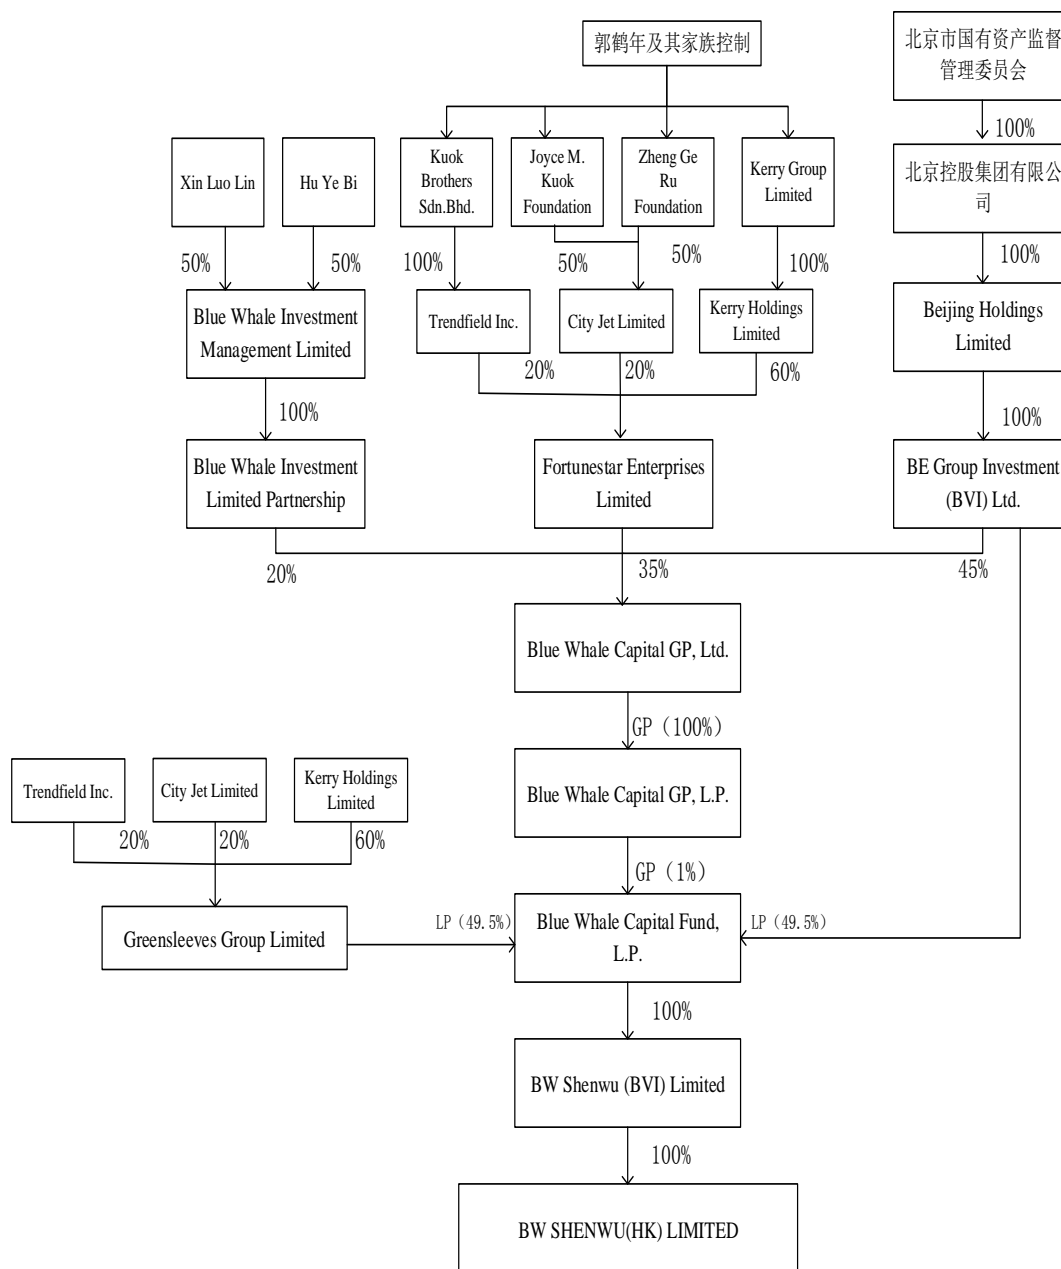 郭鹤年及其家族控制
北京市国有资产监督
管理委员会
100%
Xin Luo Lin
Hu Ye Bi
Kuok
Brothers
Sdn.Bhd.
Joyce M.
Kuok
Foundation
Zheng Ge
Ru
Foundation
Kerry Group
Limited
北京控股集团有限公
司
50%
50%
100%
50%
50%
100%
100%
Blue Whale Investment
Management Limited
Trendfield Inc.
City Jet Limited
Kerry Holdings
Limited
Beijing Holdings
Limited
20%
20%
60%
100%
100%
Blue Whale Investment
Limited Partnership
Fortunestar Enterprises
Limited
BE Group Investment
(BVI) Ltd.
20%
35%
45%
Blue Whale Capital GP, Ltd.
GP（100%）
Trendfield Inc.
City Jet Limited
Kerry Holdings
Limited
Blue Whale Capital GP, L.P.
20%
20%
60%
GP（1%）
Greensleeves Group Limited
LP（49.5%）
Blue Whale Capital Fund,
L.P.
LP（49.5%）
100%
BW Shenwu (BVI) Limited
100%
BW SHENWU(HK) LIMITED